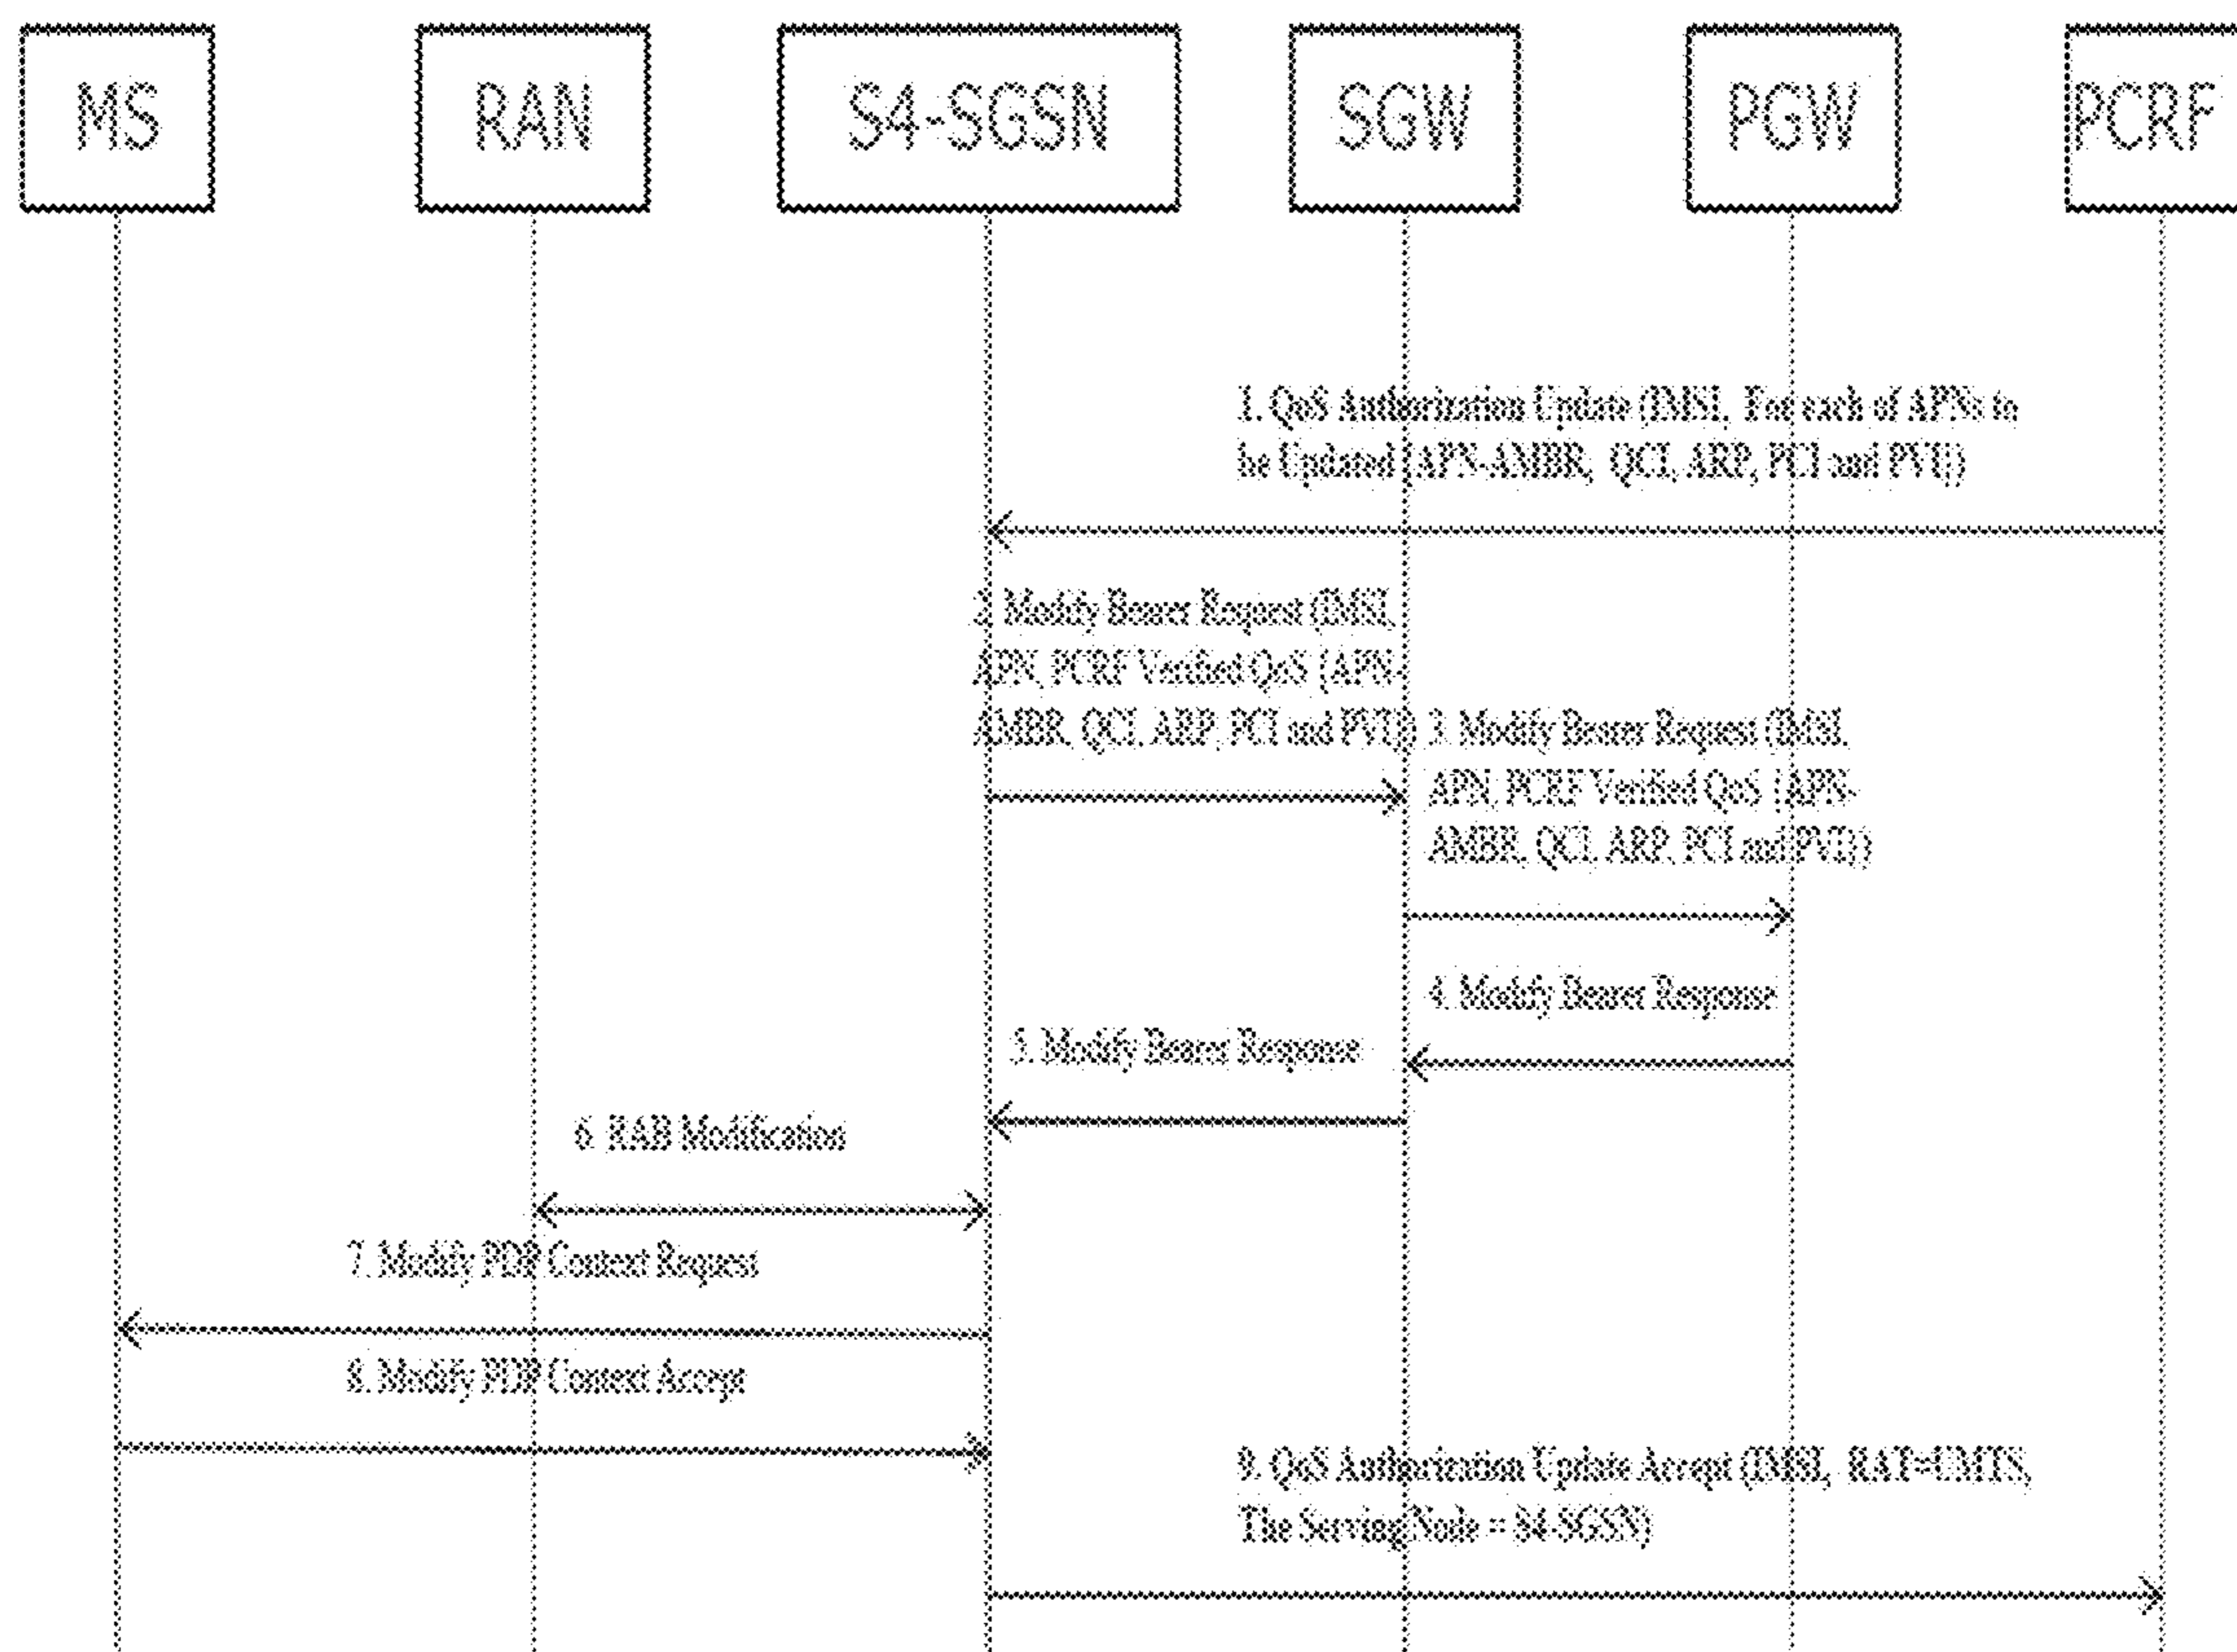 MS
RAN
S4-SGSN
SGW
PGW
PCRF
1. QoS Authorization Update (IMSI, For each of APNs to
be Updated {APN-AMBR, QCI, ARP, PCI and PVI})
2. Modify Bearer Request (IMSI,
APN, PCRF Verified QoS {APN-
AMBR, QCI, ARP, PCI and PVI})
3. Modify Bearer Request (IMSI,
APN, PCRF Verified QoS {APN-
AMBR, QCI, ARP, PCI and PVI})
4. Modify Bearer Response
5. Modify Bearer Response
6. RAB Modification
7. Modify PDP Context Request
8. Modify PDP Context Accept
9. QoS Authorization Update Accept (IMSI, RAT=UMTS,
The Serving Node = S4-SGSN)